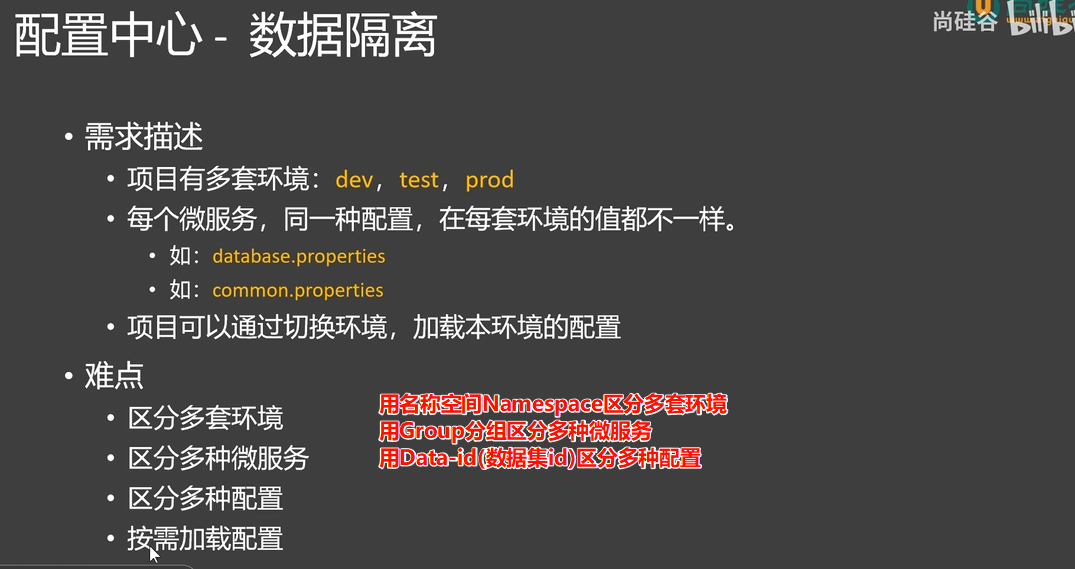 配置中心 - 数据隔离
尚硅谷
bilibi
• 需求描述
• 项目有多套环境：dev，test，prod
• 每个微服务，同一种配置，在每套环境的值都不一样。
• 如：database.properties
• 如：common.properties
• 项目可以通过切换环境，加载本环境的配置
• 难点
• 区分多套环境
用名称空间Namespace区分多套环境
用Group分组区分多种微服务
• 区分多种微服务
用Data-id(数据集id)区分多种配置
• 区分多种配置
• 按需加载配置